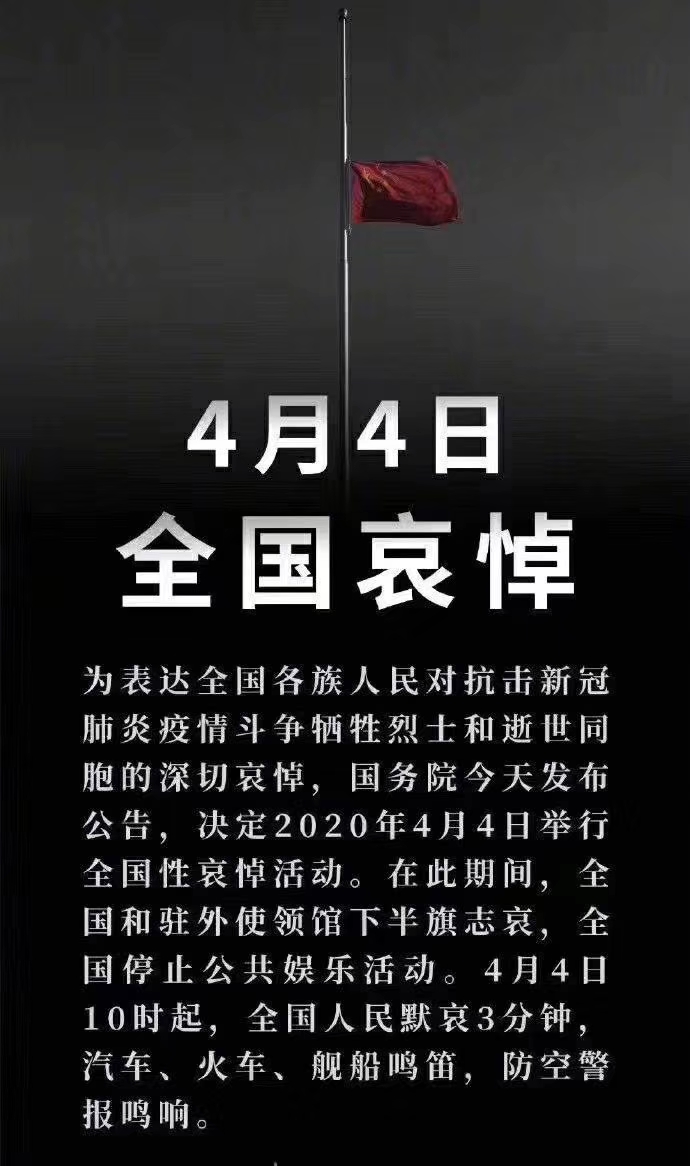 4月4日
全国哀悼
为表达全国各族人民对抗击新冠
肺炎疫情斗争牺牲烈士和逝世同
胞的深切哀悼，国务院今天发布
公告，决定2020年4月4日举行
全国性哀悼活动。在此期间，全
国和驻外使领馆下半旗志哀，全
国停止公共娱乐活动。4月4日
10时起，全国人民默哀3分钟，
汽车、火车、舰船鸣笛，防空警
报鸣响。